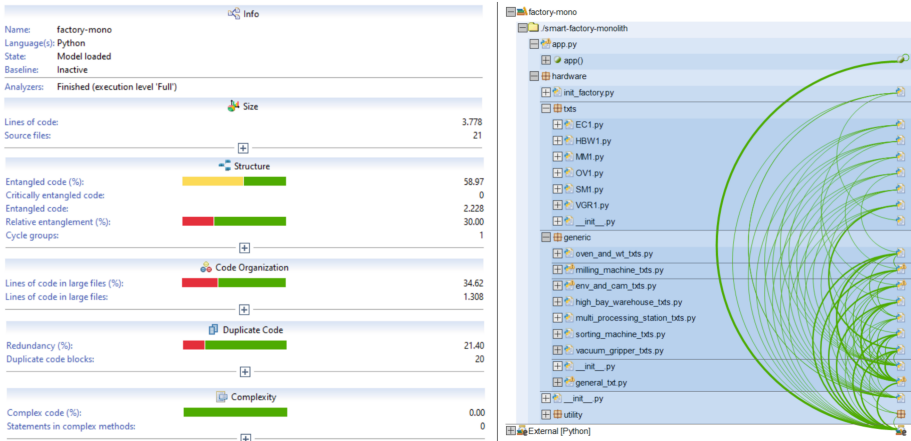 Info
Name: factory-mono
Language(s): Python
State: Model loaded
Baseline: Inactive
Analyzers: Finished (execution level 'Full')
Size
Lines of code: 3.778
Source files: 21
Structure
Entangled code (%): 58.97
Critically entangled code: 0
Entangled code: 2.228
Relative entanglement (%): 30.00
Cycle groups: 1
Code Organization
Lines of code in large files (%): 34.62
Lines of code in large files: 1.308
Duplicate Code
Redundancy (%): 21.40
Duplicate code blocks: 20
Complexity
Complex code (%): 0.00
Statements in complex methods: 0
factory-mono
./smart-factory-monolith
app.py
app()
hardware
init_factory.py
txts
EC1.py
HBW1.py
MM1.py
OV1.py
SM1.py
VGR1.py
__init__.py
generic
oven_and_wt_txts.py
milling_machine_txts.py
env_and_cam_txts.py
high_bay_warehouse_txts.py
multi_processing_station_txts.py
sorting_machine_txts.py
vacuum_gripper_txts.py
__init__.py
general_txt.py
__init__.py
utility
External [Python]